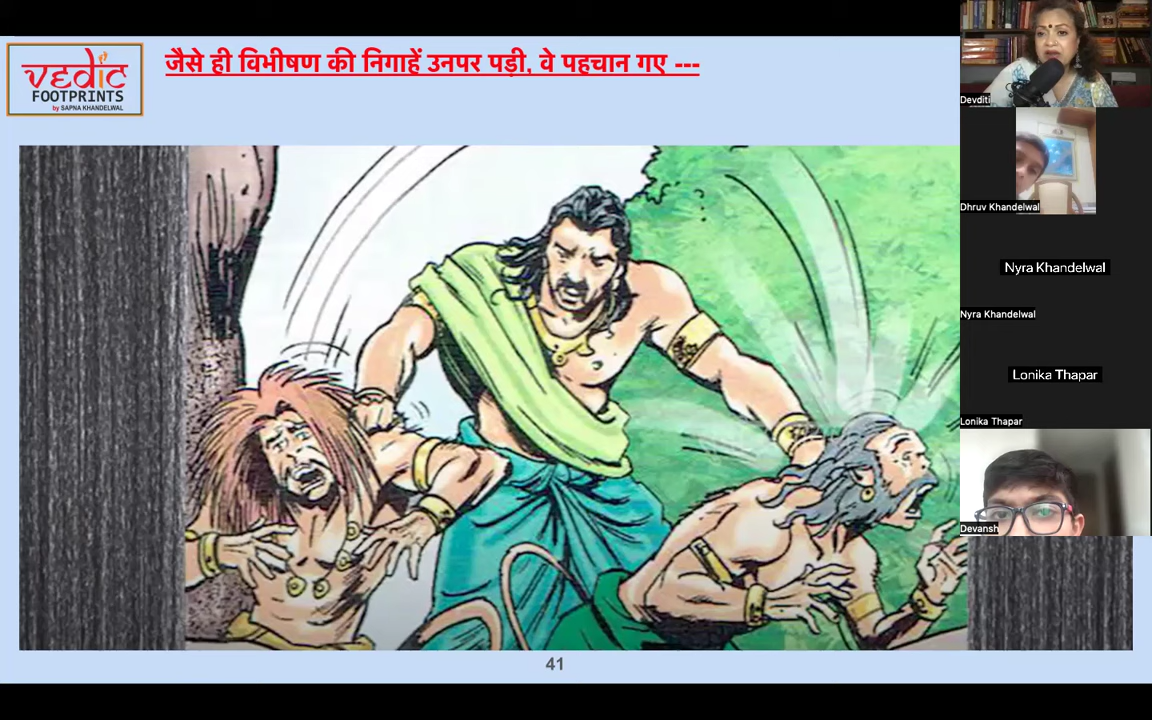 vedic
FOOTPRINTS
by SAPNA KHANDELWAL
जैसे ही विभीषण की निगाहें उनपर पड़ी, वे पहचान गए ---
Devditi
Dhruv Khandelwal
Nyra Khandelwal
Nyra Khandelwal
Lonika Thapar
Lonika Thapar
Devansh
41